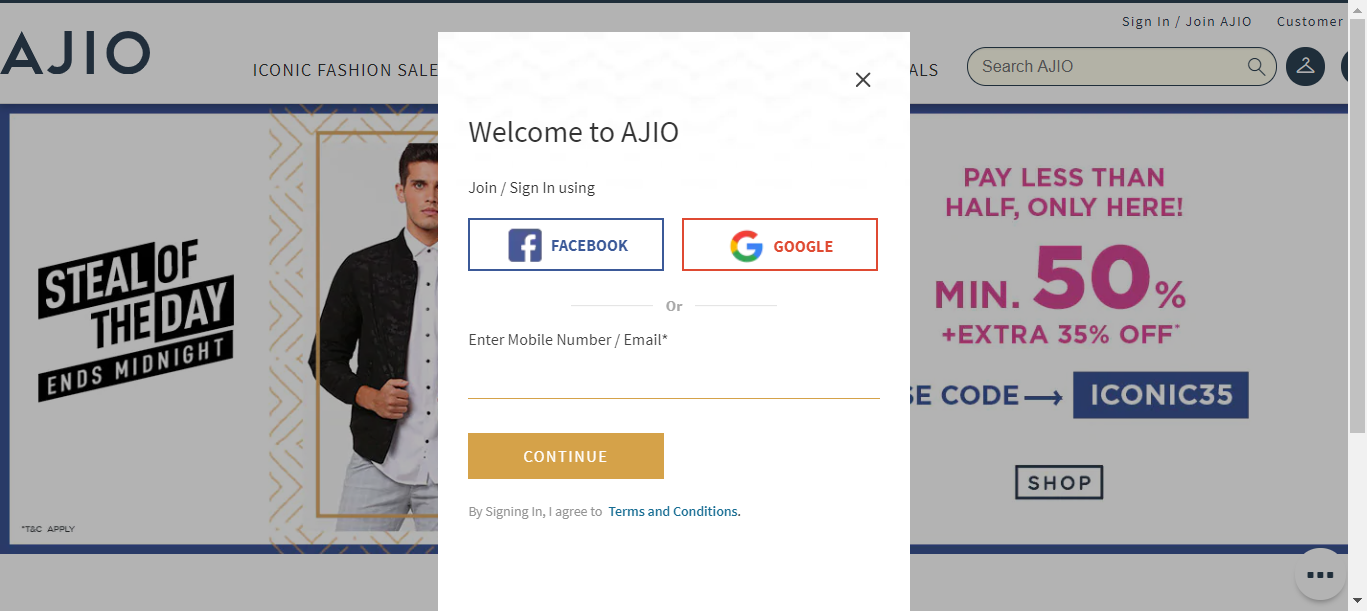 Sign In / Join AJIO
Customer
AJIO
ICONIC FASHION SALE
ALS
Search AJIO
Welcome to AJIO
Join / Sign In using
FACEBOOK
GOOGLE
Or
Enter Mobile Number / Email*
CONTINUE
By Signing In, I agree to Terms and Conditions.
STEAL OF
THE DAY
ENDS MIDNIGHT
*T&C APPLY
PAY LESS THAN
HALF, ONLY HERE!
MIN. 50%
+EXTRA 35% OFF*
SE CODE
ICONIC35
SHOP